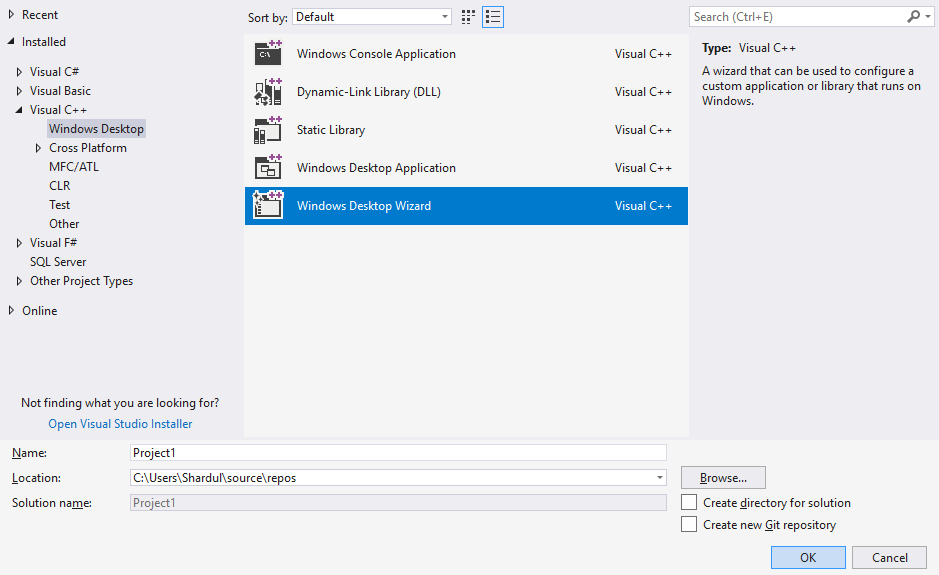 Recent
Installed
Visual C#
Visual Basic
Visual C++
Windows Desktop
Cross Platform
MFC/ATL
CLR
Test
Other
Visual F#
SQL Server
Other Project Types
Online
Not finding what you are looking for?
Open Visual Studio Installer
Sort by: Default
Windows Console Application Visual C++
Dynamic-Link Library (DLL) Visual C++
Static Library Visual C++
Windows Desktop Application Visual C++
Windows Desktop Wizard Visual C++
Search (Ctrl+E)
Type: Visual C++
A wizard that can be used to configure a
custom application or library that runs on
Windows.
Name: Project1
Location: C:\Users\Shardul\source\repos
Browse...
Solution name: Project1
Create directory for solution
Create new Git repository
OK Cancel